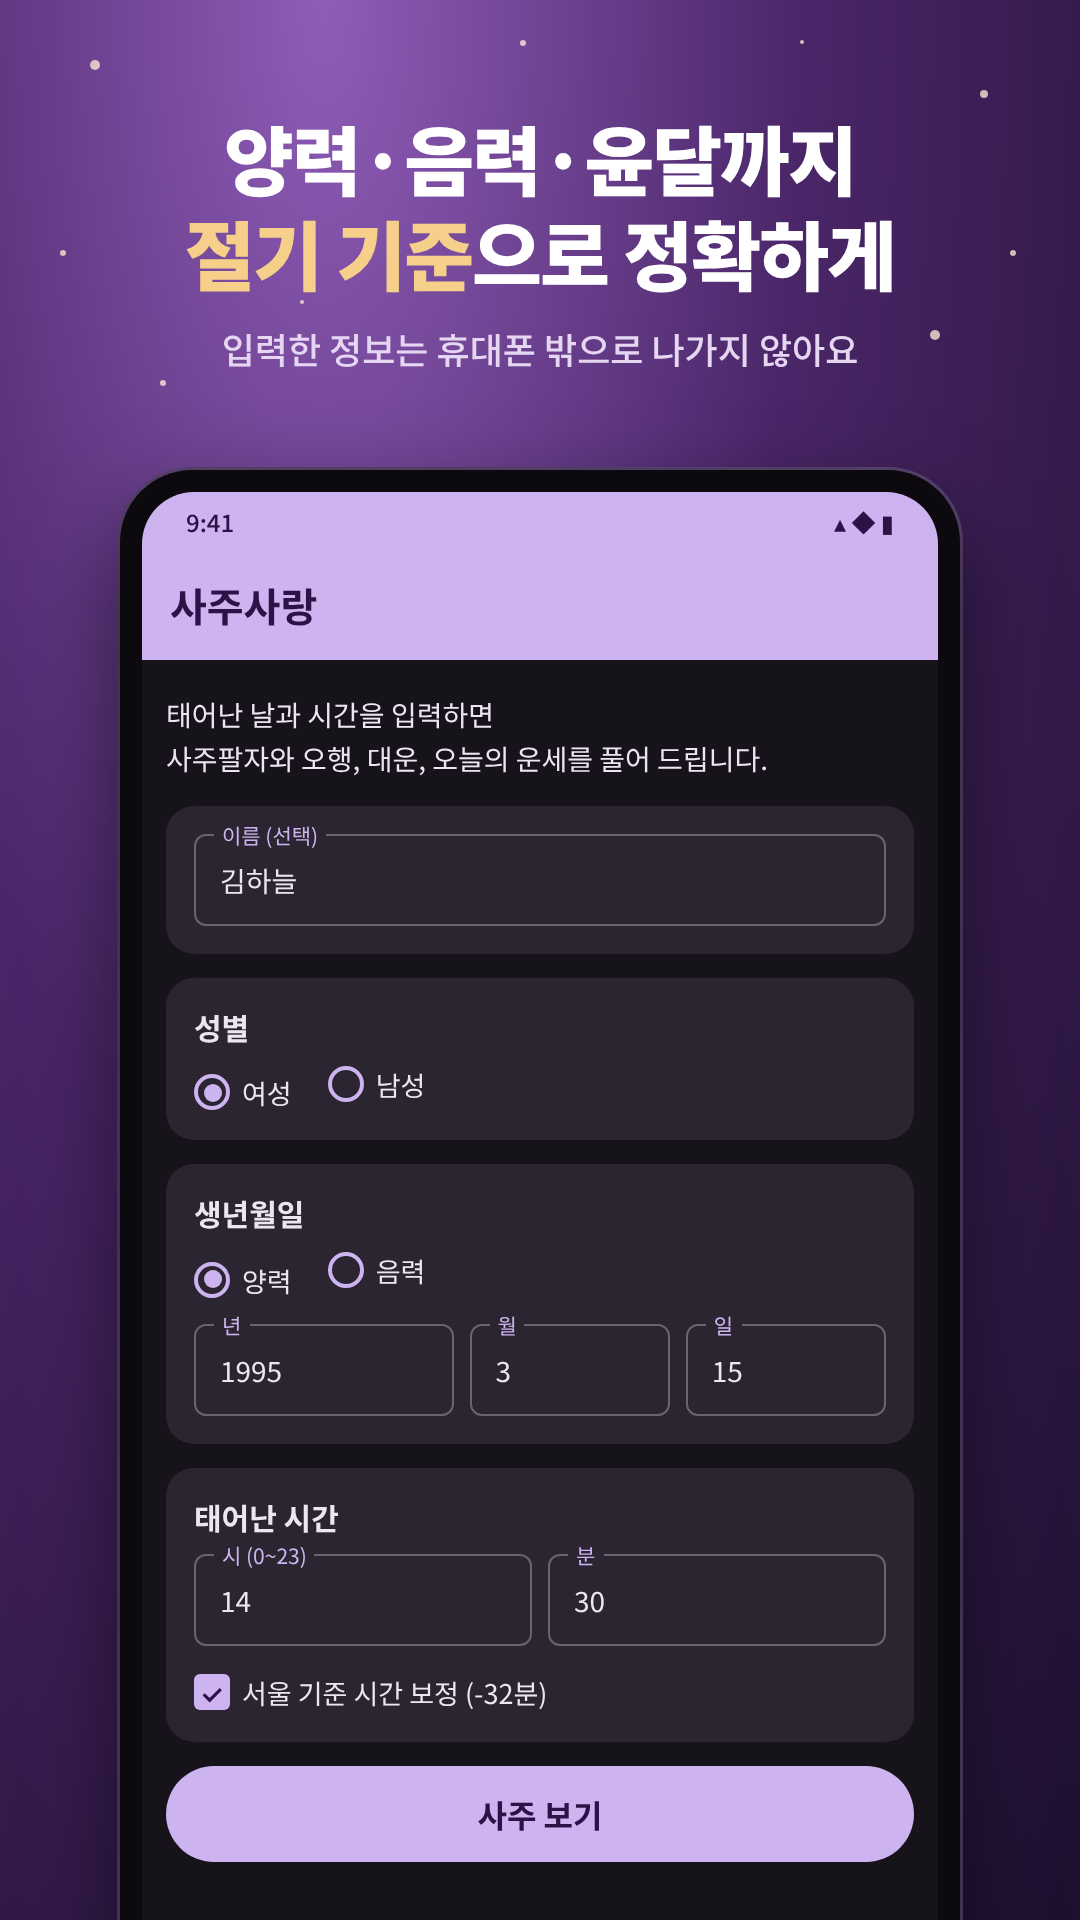 양력·음력·윤달까지
절기 기준으로 정확하게
입력한 정보는 휴대폰 밖으로 나가지 않아요
9:41
사주사랑
태어난 날과 시간을 입력하면
사주팔자와 오행, 대운, 오늘의 운세를 풀어 드립니다.
이름 (선택)
김하늘
성별
여성 남성
생년월일
양력 음력
년 월 일
1995 3 15
태어난 시간
시 (0~23) 분
14 30
서울 기준 시간 보정 (-32분)
사주 보기